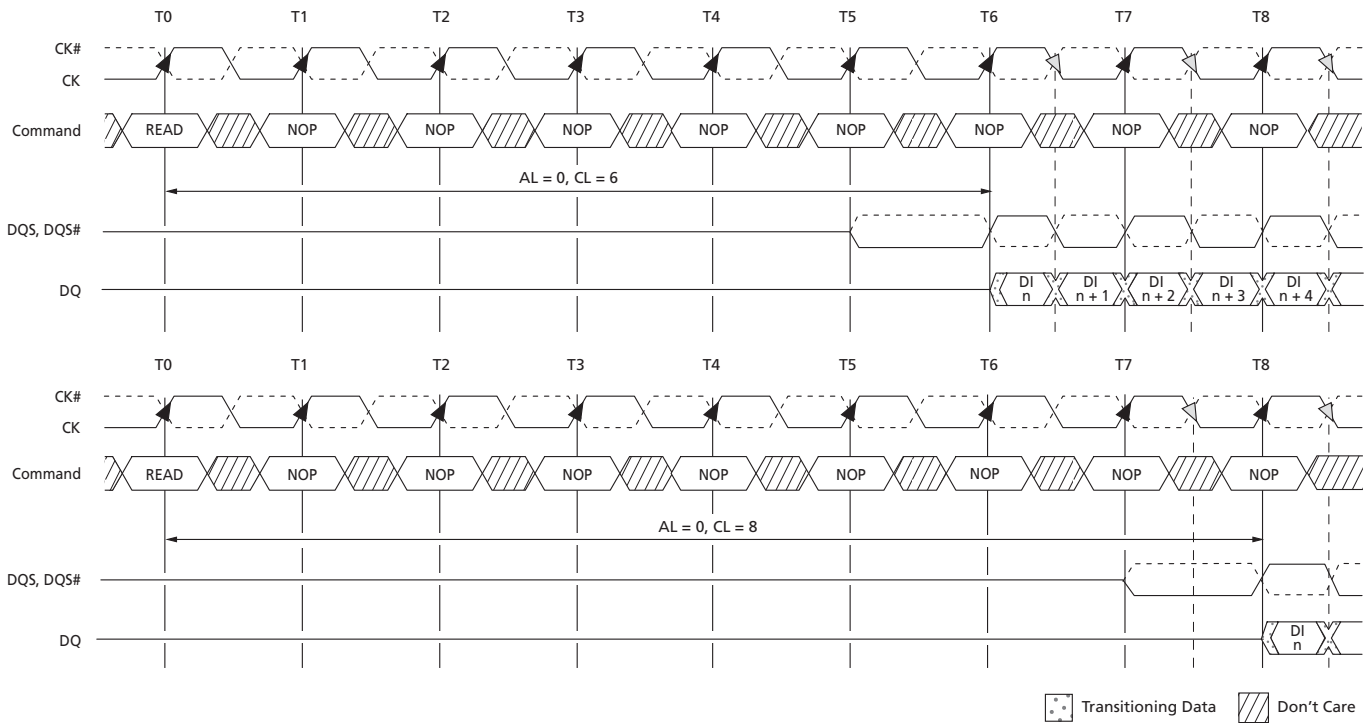 T0 T1 T2 T3 T4 T5 T6 T7 T8
CK#
CK
Command READ NOP NOP NOP NOP NOP NOP NOP NOP
AL = 0, CL = 6
DQS, DQS#
DQ DI n DI n + 1 DI n + 2 DI n + 3 DI n + 4
T0 T1 T2 T3 T4 T5 T6 T7 T8
CK#
CK
Command READ NOP NOP NOP NOP NOP NOP NOP NOP
AL = 0, CL = 8
DQS, DQS#
DQ DI n
Transitioning Data Don't Care